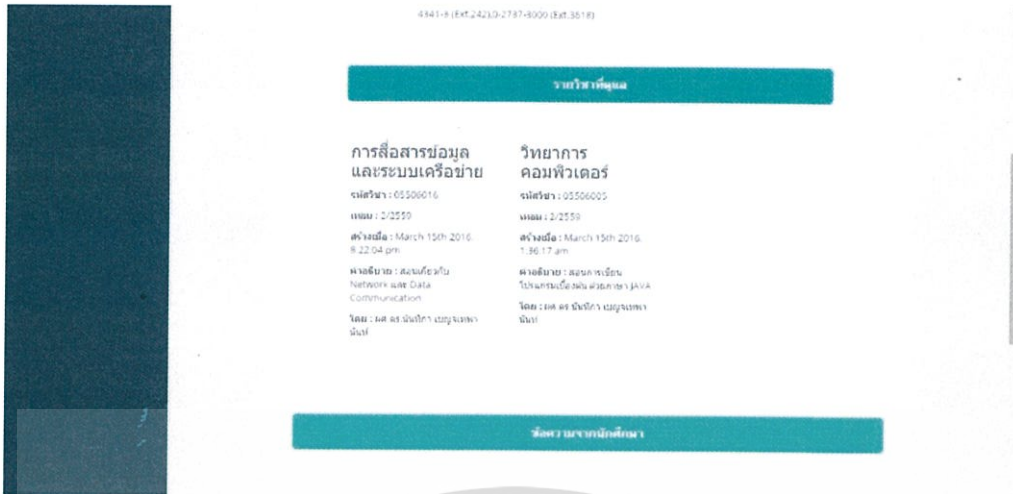 4341-3 (Ext.242),0-2737-3000 (Ext.3618)
รายวิชาที่ดูแล
การสื่อสารข้อมูล
และระบบเครือข่าย
รหัสวิชา : 05506016
เทอม : 2/2559
สร้างเมื่อ : March 15th 2016,
8:22:04 pm
คำอธิบาย : สอนเกี่ยวกับ
Network และ Data
Communication
โดย : ผศ.ดร.นันทิกา เบญจเทพา
นันท์
วิทยาการ
คอมพิวเตอร์
รหัสวิชา : 05506005
เทอม : 2/2559
สร้างเมื่อ : March 15th 2016,
1:36:17 am
คำอธิบาย : สอนการเขียน
โปรแกรมเบื้องต้น ด้วยภาษา JAVA
โดย : ผศ.ดร.นันทิกา เบญจเทพา
นันท์
ข้อความจากนักศึกษา